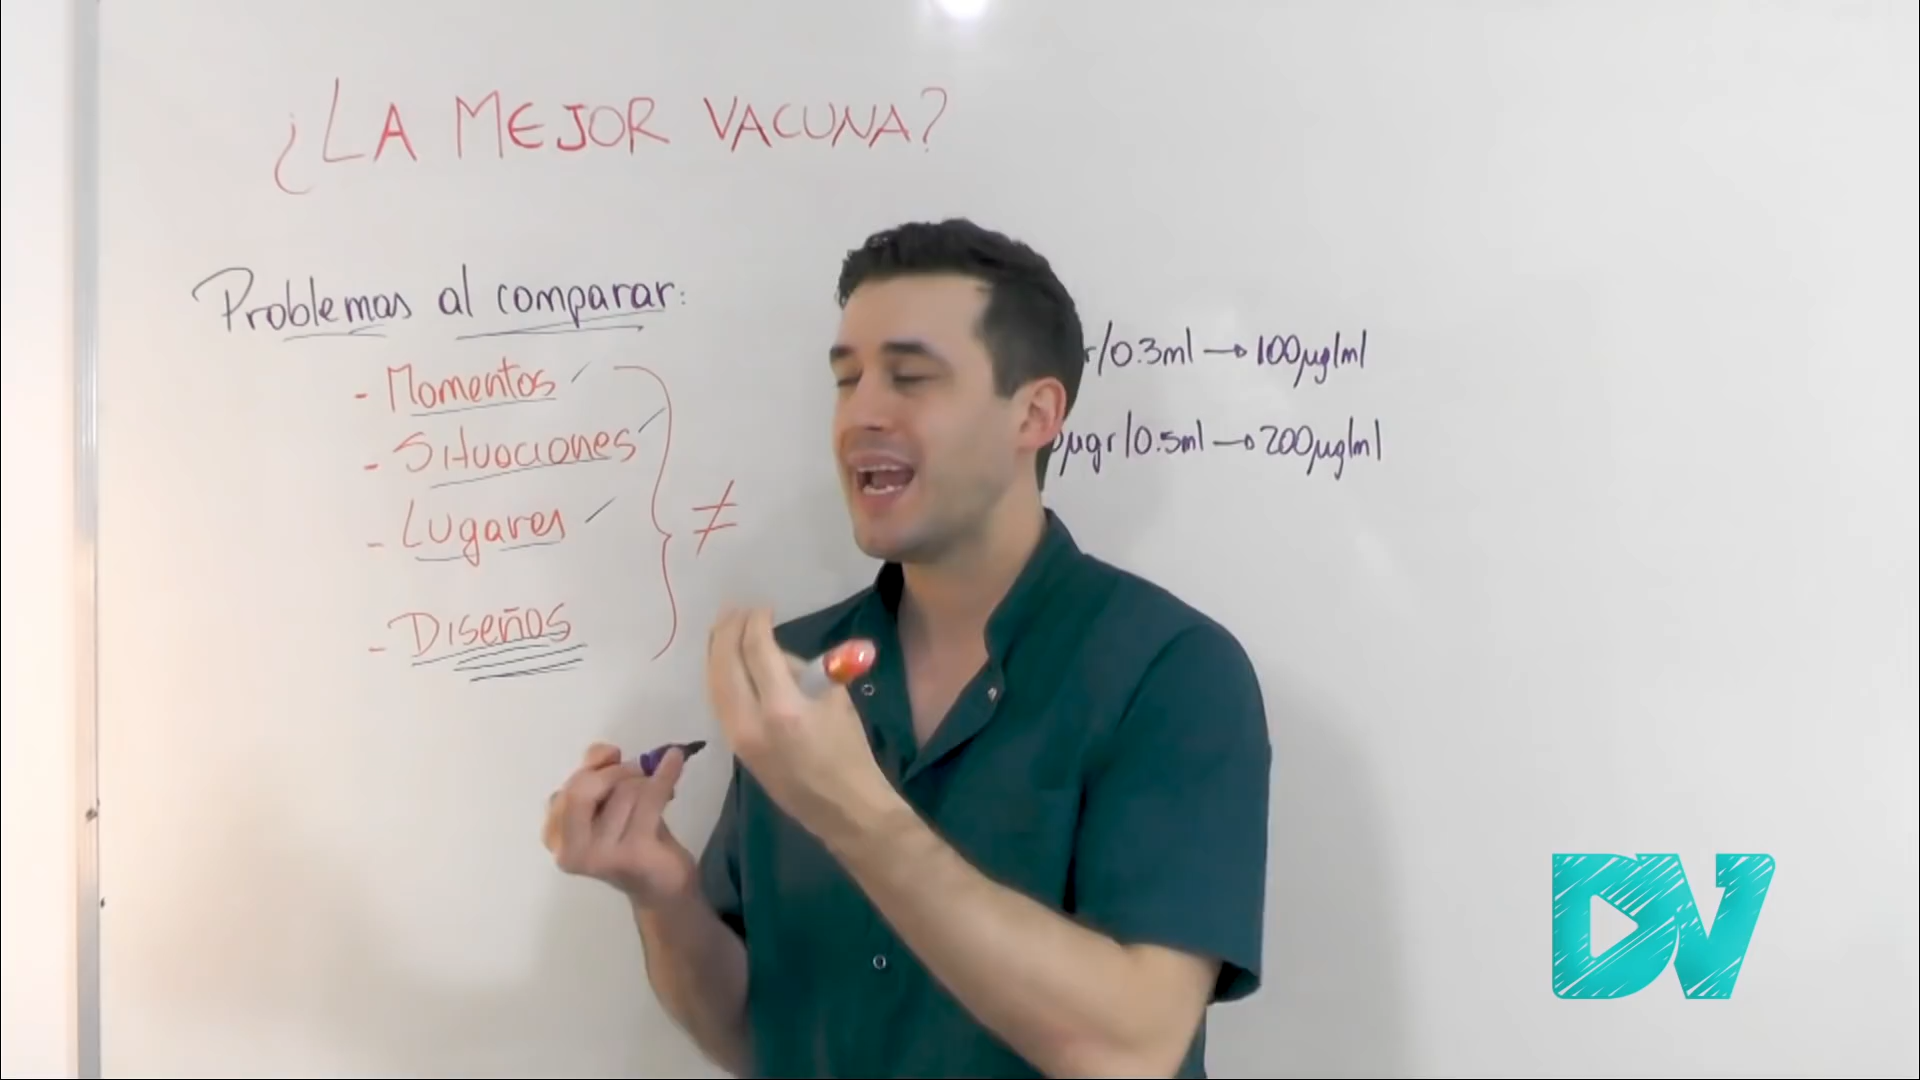 ¿LA MEJOR VACUNA?
Problemas al comparar:
- Momentos
- Situaciones
- Lugares
- Diseños
≠
r/0.3ml → 100µg/ml
µgr/0.5ml → 200µg/ml
DV